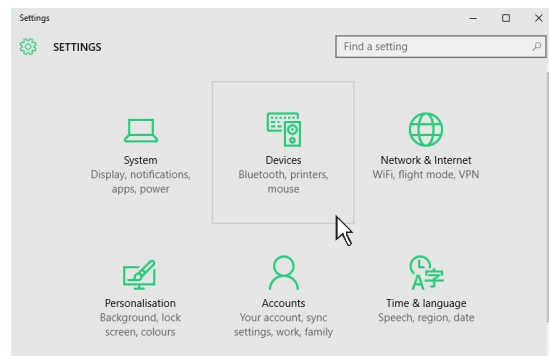 Settings
SETTINGS
Find a setting
System
Display, notifications,
apps, power
Devices
Bluetooth, printers,
mouse
Network & Internet
WiFi, flight mode, VPN
Personalisation
Background, lock
screen, colours
Accounts
Your account, sync
settings, work, family
Time & language
Speech, region, date